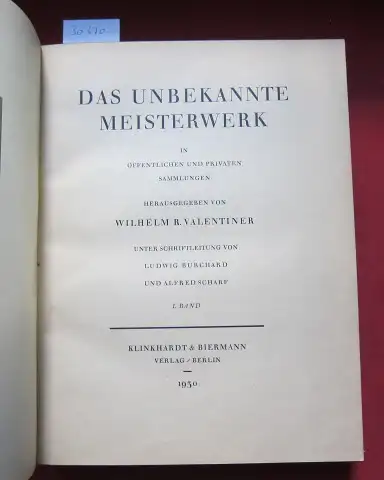 DAS UNBEKANNTE
MEISTERWERK
IN
ÖFFENTLICHEN UND PRIVATEN
SAMMLUNGEN
HERAUSGEGEBEN VON
WILHELM R. VALENTINER
UNTER SCHRIFTLEITUNG VON
LUDWIG BURCHARD
UND ALFRED SCHARF
I. BAND
KLINKHARDT & BIERMANN
VERLAG / BERLIN
1930